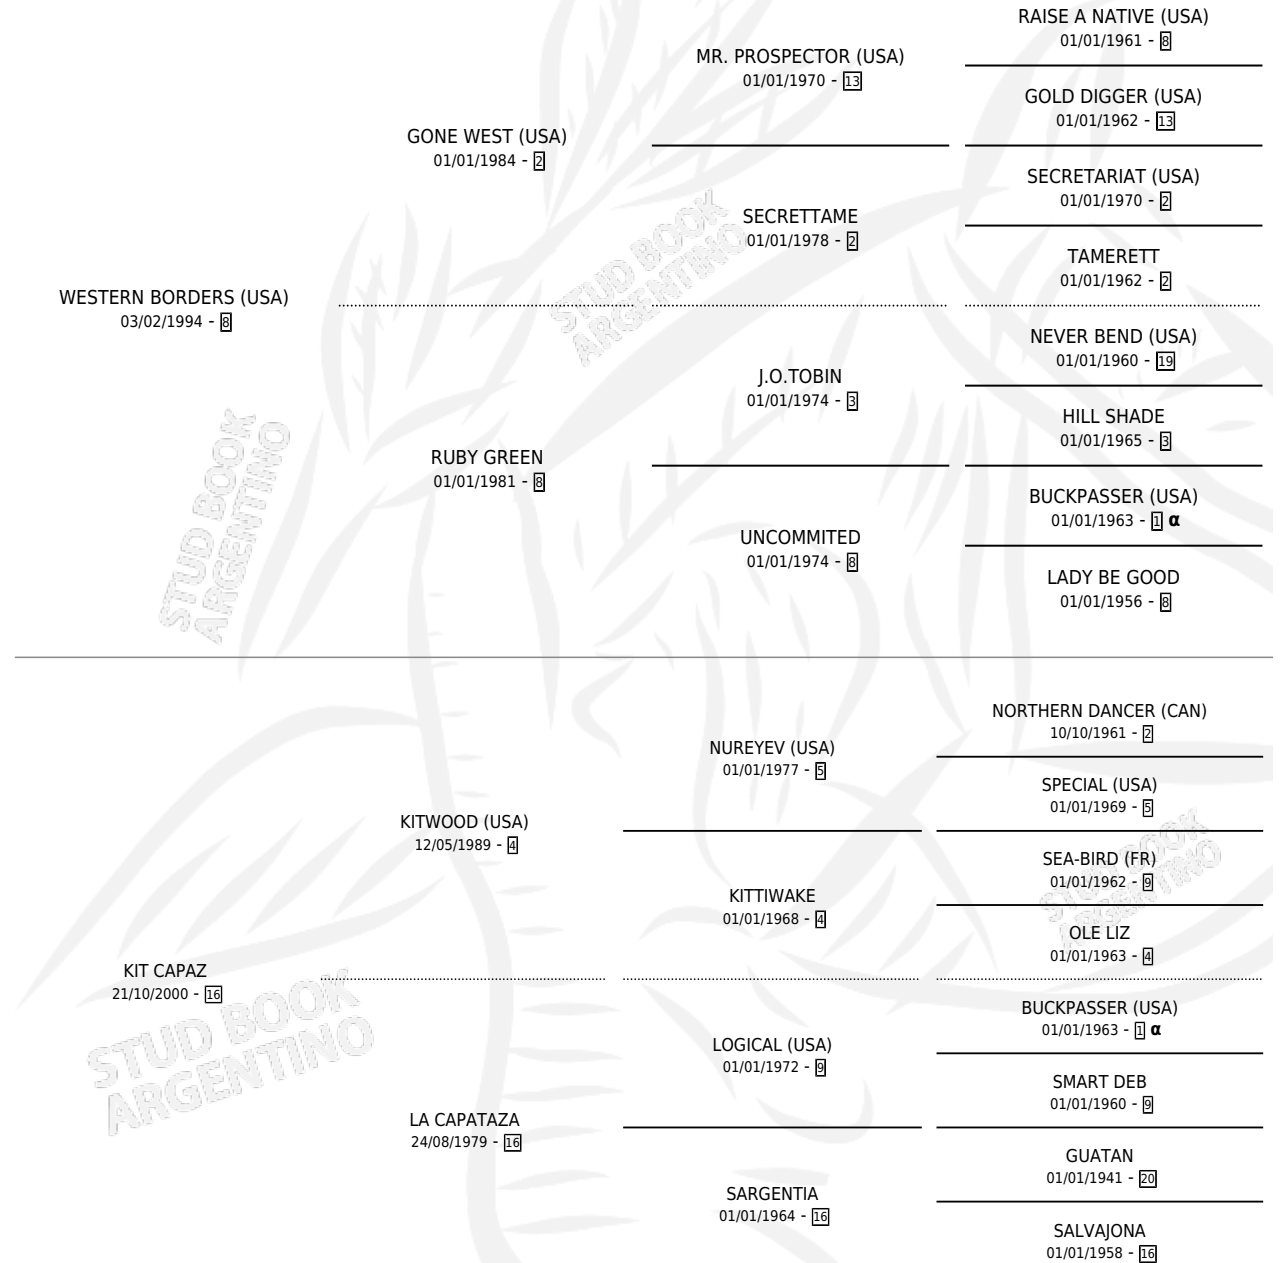 RAISE A NATIVE (USA)
01/01/1961 - 8
MR. PROSPECTOR (USA)
01/01/1970 - 13
GOLD DIGGER (USA)
01/01/1962 - 13
GONE WEST (USA)
01/01/1984 - 2
SECRETARIAT (USA)
01/01/1970 - 2
SECRETTAME
01/01/1978 - 2
TAMERETT
01/01/1962 - 2
WESTERN BORDERS (USA)
03/02/1994 - 8
NEVER BEND (USA)
01/01/1960 - 19
J.O.TOBIN
01/01/1974 - 3
HILL SHADE
01/01/1965 - 3
RUBY GREEN
01/01/1981 - 8
BUCKPASSER (USA)
01/01/1963 - 1 α
UNCOMMITED
01/01/1974 - 8
LADY BE GOOD
01/01/1956 - 8
NORTHERN DANCER (CAN)
10/10/1961 - 2
NUREYEV (USA)
01/01/1977 - 5
SPECIAL (USA)
01/01/1969 - 5
KITWOOD (USA)
12/05/1989 - 4
SEA-BIRD (FR)
01/01/1962 - 9
KITTIWAKE
01/01/1968 - 4
OLE LIZ
01/01/1963 - 4
KIT CAPAZ
21/10/2000 - 16
BUCKPASSER (USA)
01/01/1963 - 1 α
LOGICAL (USA)
01/01/1972 - 9
SMART DEB
01/01/1960 - 9
LA CAPATAZA
24/08/1979 - 16
GUATAN
01/01/1941 - 20
SARGENTIA
01/01/1964 - 16
SALVAJONA
01/01/1958 - 16
STUD BOOK
ARGENTINO
STUD BOOK
ARGENTINO
STUD BOOK
ARGENTINO
STUD BOOK
ARGENTINO